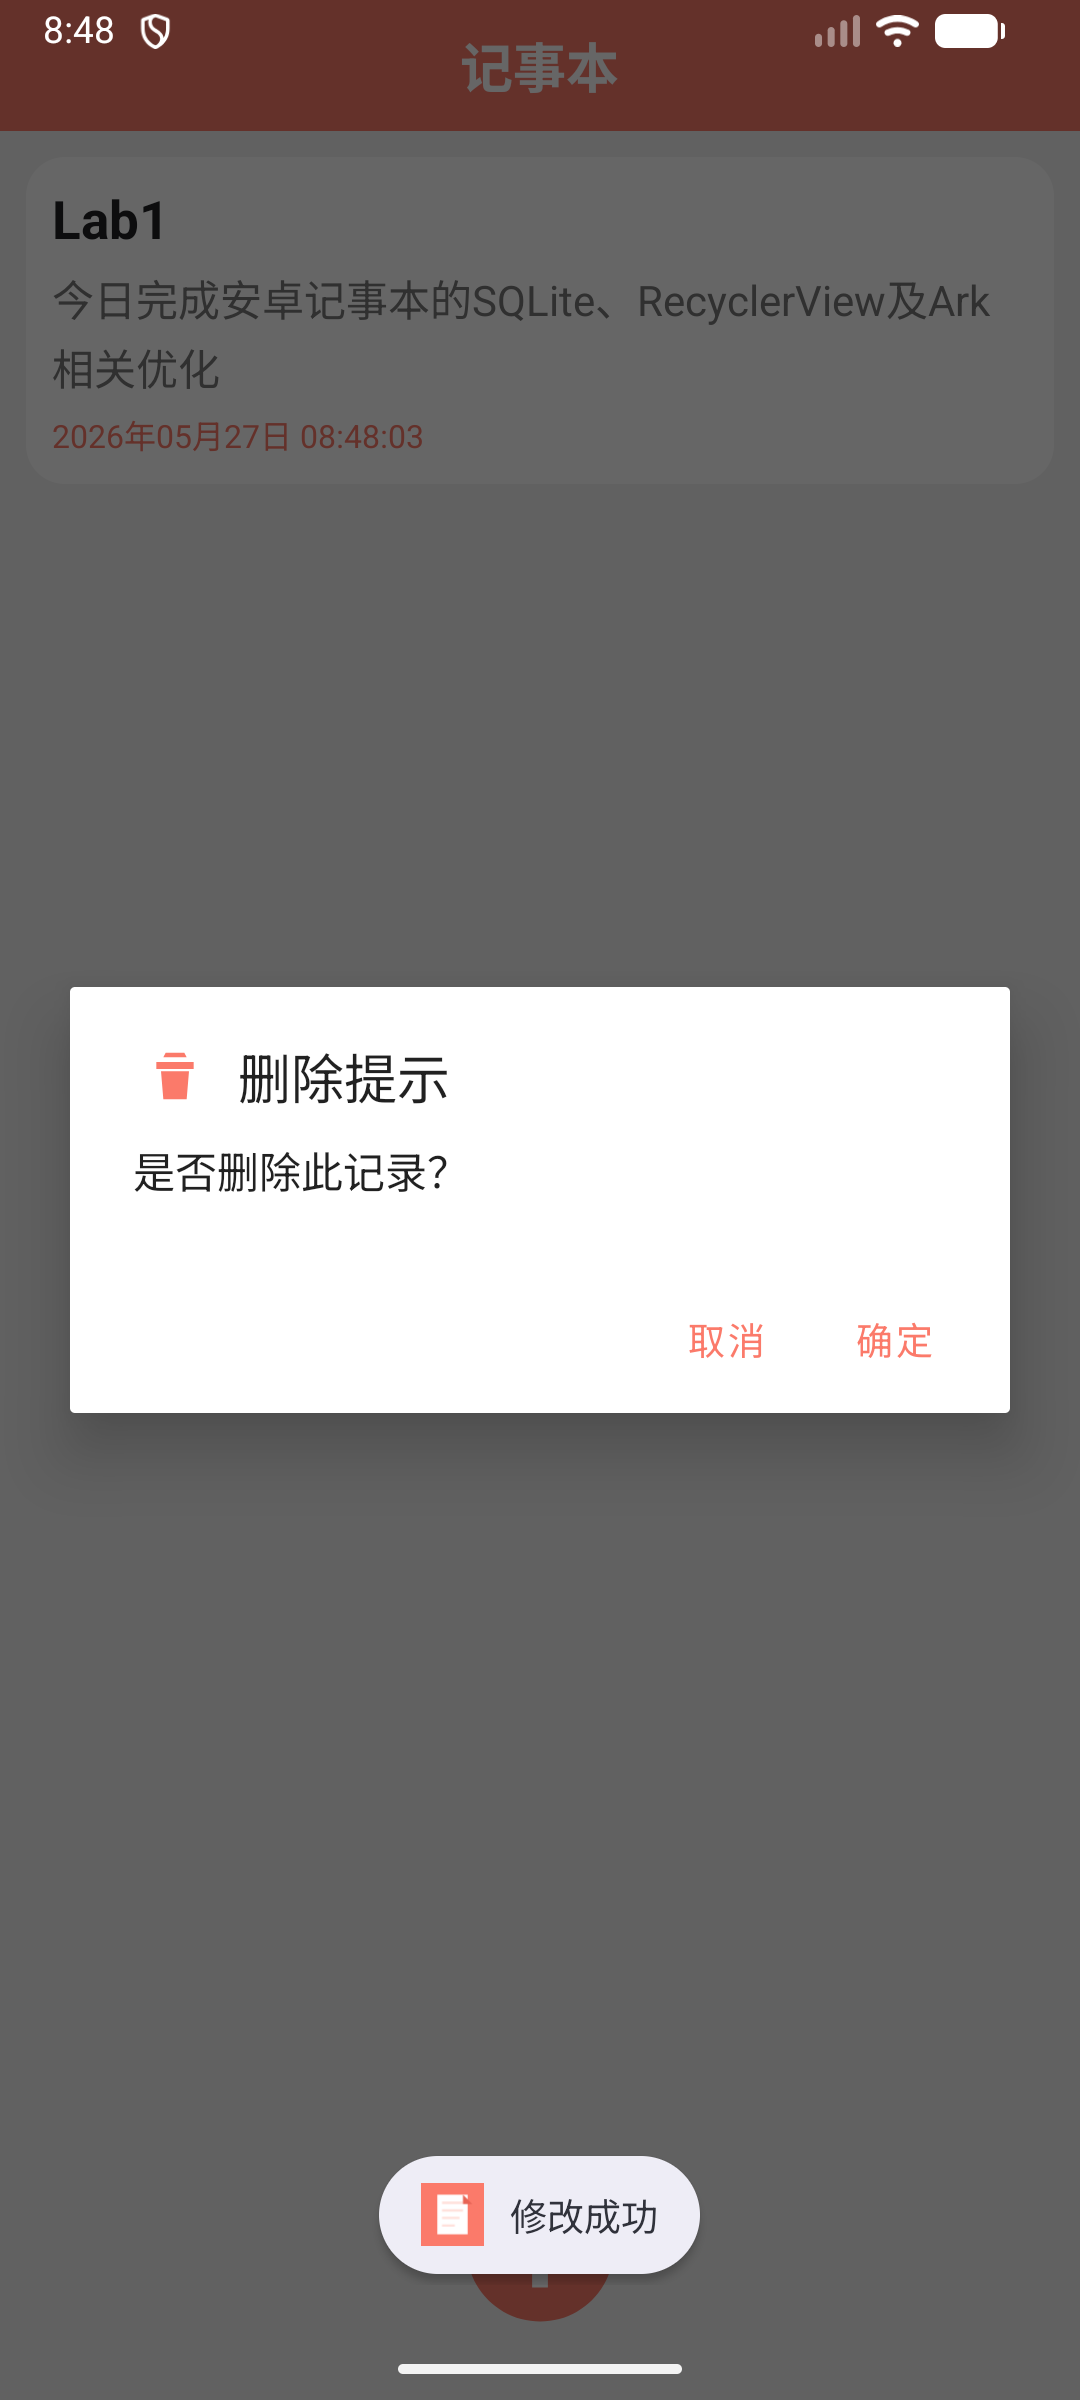 8:48
记事本
Lab1
今日完成安卓记事本的SQLite、RecyclerView及Ark
相关优化
2026年05月27日 08:48:03
删除提示
是否删除此记录？
取消 确定
修改成功